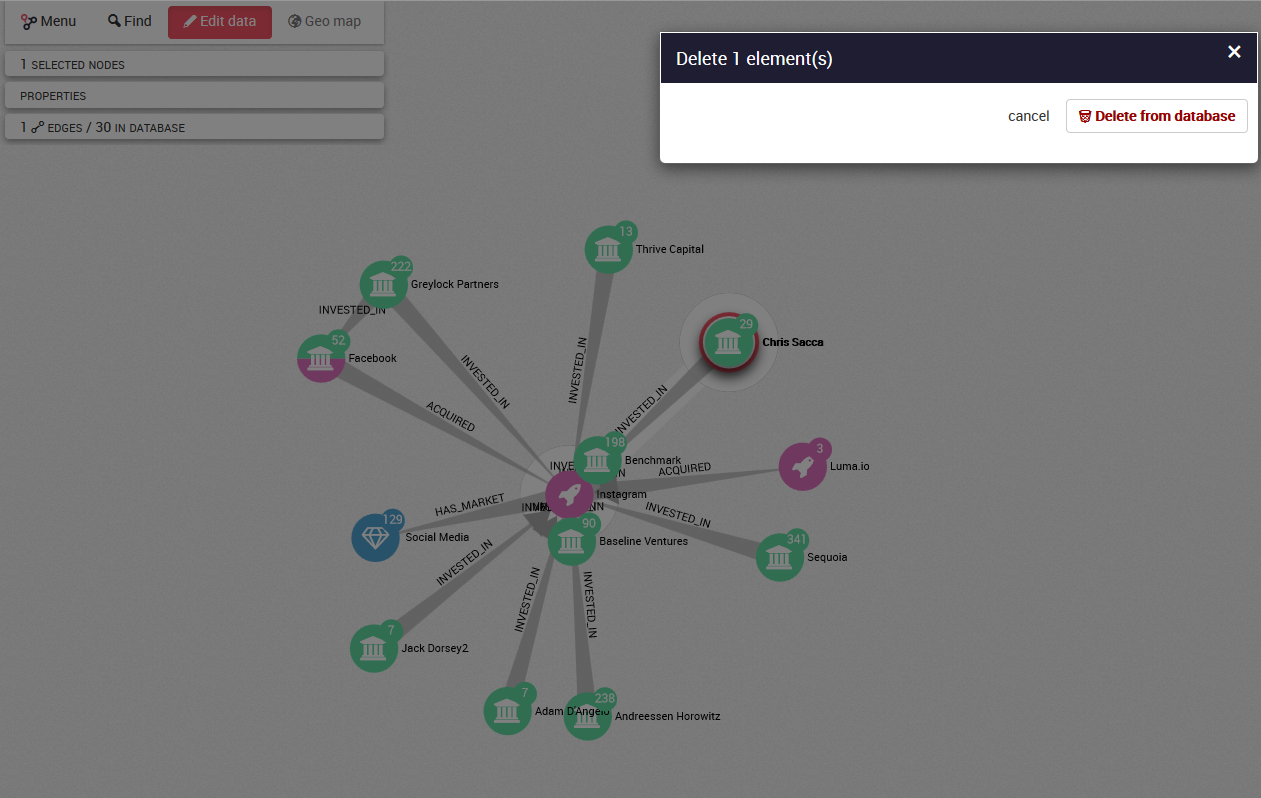 Menu Find Edit data Geo map
1 SELECTED NODES
PROPERTIES
1 EDGES / 30 IN DATABASE
Delete 1 element(s)
cancel Delete from database
13
Thrive Capital
222
Greylock Partners
INVESTED_IN
52
Facebook
29
Chris Sacca
INVESTED_IN
INVESTED_IN
INVESTED_IN
ACQUIRED
198
Benchmark
3
Luma.io
ACQUIRED
Instagram
HAS_MARKET
INVESTED_IN
129
Social Media
90
Baseline Ventures
341
Sequoia
INVESTED_IN
INVESTED_IN
INVESTED_IN
7
Jack Dorsey2
7
Adam D'Angelo
238
Andreessen Horowitz